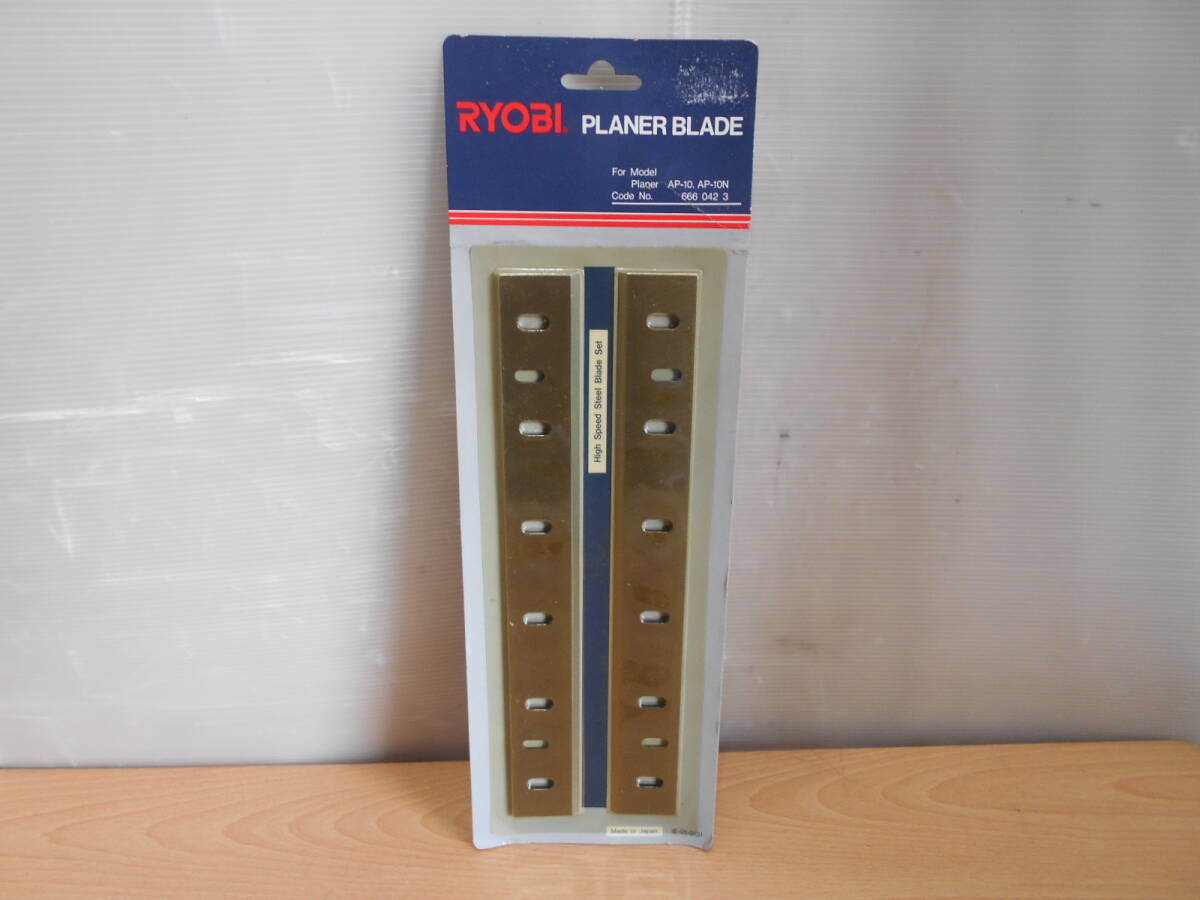 RYOBI® PLANER BLADE
For Model
Planer AP-10. AP-10N
Code No. 666 042 3
High Speed Steel Blade Set
Made in Japan